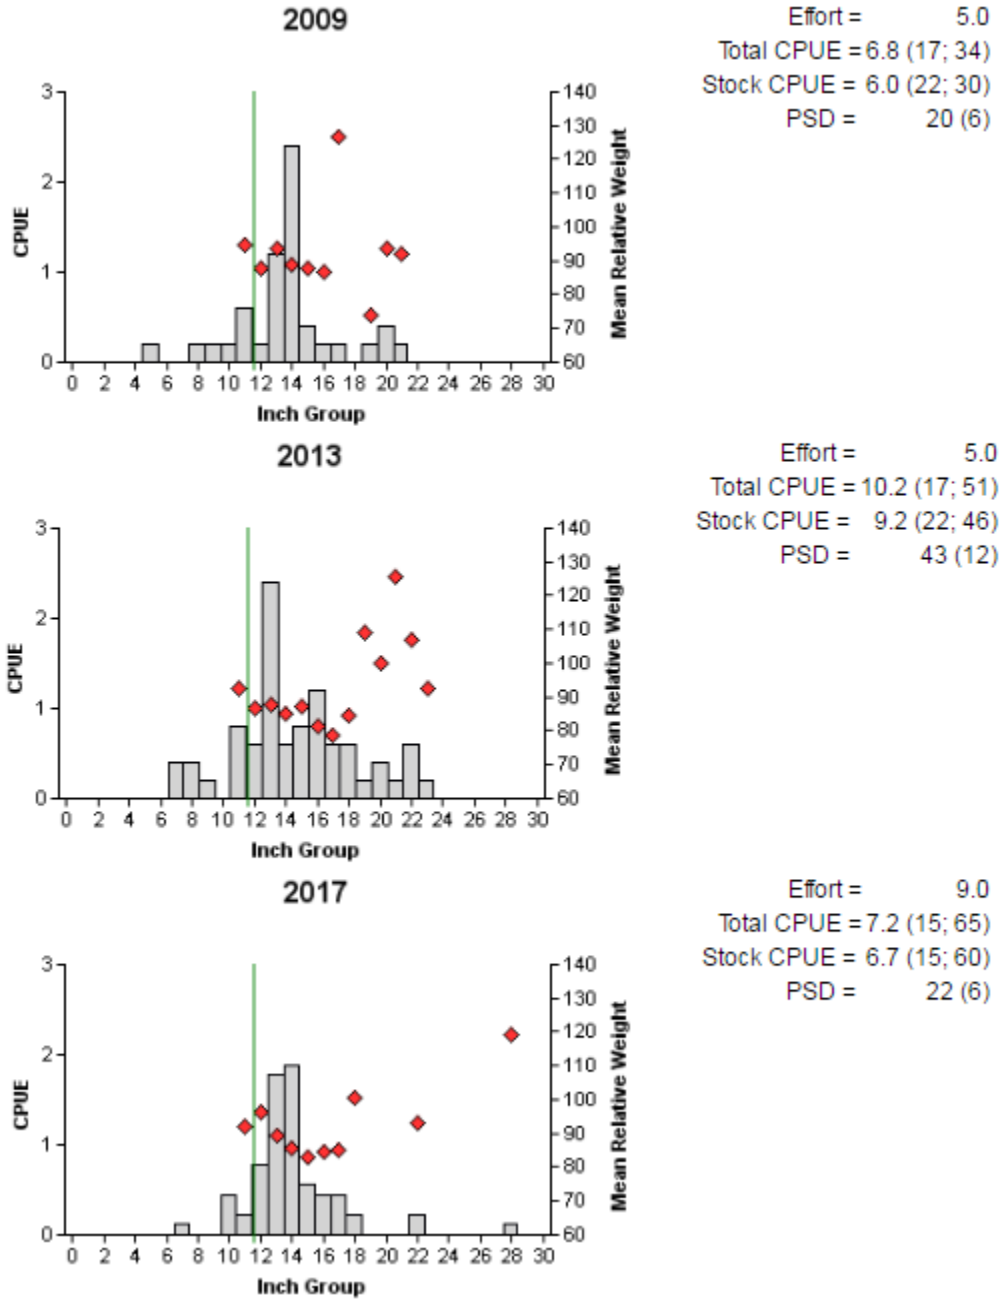 2009
Effort = 5.0
Total CPUE = 6.8 (17; 34)
Stock CPUE = 6.0 (22; 30)
PSD = 20 (6)
3
2
1
0
CPUE
140
130
120
110
100
90
80
70
60
Mean Relative Weight
0 2 4 6 8 10 12 14 16 18 20 22 24 26 28 30
Inch Group
2013
Effort = 5.0
Total CPUE = 10.2 (17; 51)
Stock CPUE = 9.2 (22; 46)
PSD = 43 (12)
3
2
1
0
CPUE
140
130
120
110
100
90
80
70
60
Mean Relative Weight
0 2 4 6 8 10 12 14 16 18 20 22 24 26 28 30
Inch Group
2017
Effort = 9.0
Total CPUE = 7.2 (15; 65)
Stock CPUE = 6.7 (15; 60)
PSD = 22 (6)
3
2
1
0
CPUE
140
130
120
110
100
90
80
70
60
Mean Relative Weight
0 2 4 6 8 10 12 14 16 18 20 22 24 26 28 30
Inch Group